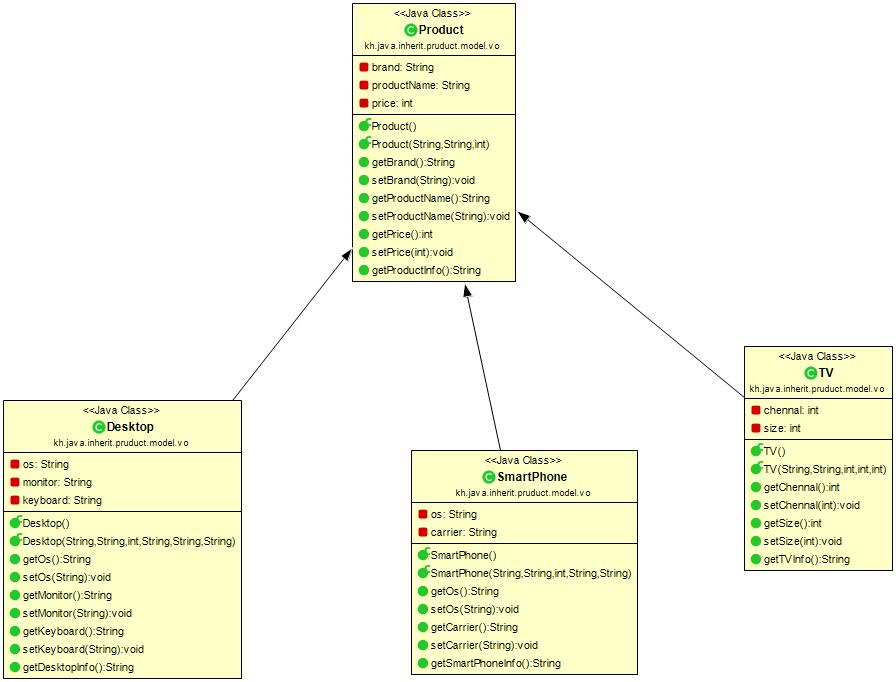 <<Java Class>>
Product
kh.java.inherit.pruduct.model.vo
brand: String
productName: String
price: int
Product()
Product(String,String,int)
getBrand():String
setBrand(String):void
getProductName():String
setProductName(String):void
getPrice():int
setPrice(int):void
getProductInfo():String
<<Java Class>>
Desktop
kh.java.inherit.pruduct.model.vo
os: String
monitor: String
keyboard: String
Desktop()
Desktop(String,String,int,String,String,String)
getOs():String
setOs(String):void
getMonitor():String
setMonitor(String):void
getKeyboard():String
setKeyboard(String):void
getDesktopInfo():String
<<Java Class>>
SmartPhone
kh.java.inherit.pruduct.model.vo
os: String
carrier: String
SmartPhone()
SmartPhone(String,String,int,String,String)
getOs():String
setOs(String):void
getCarrier():String
setCarrier(String):void
getSmartPhoneInfo():String
<<Java Class>>
TV
kh.java.inherit.pruduct.model.vo
chennal: int
size: int
TV()
TV(String,String,int,int,int)
getChennal():int
setChennal(int):void
getSize():int
setSize(int):void
getTVInfo():String